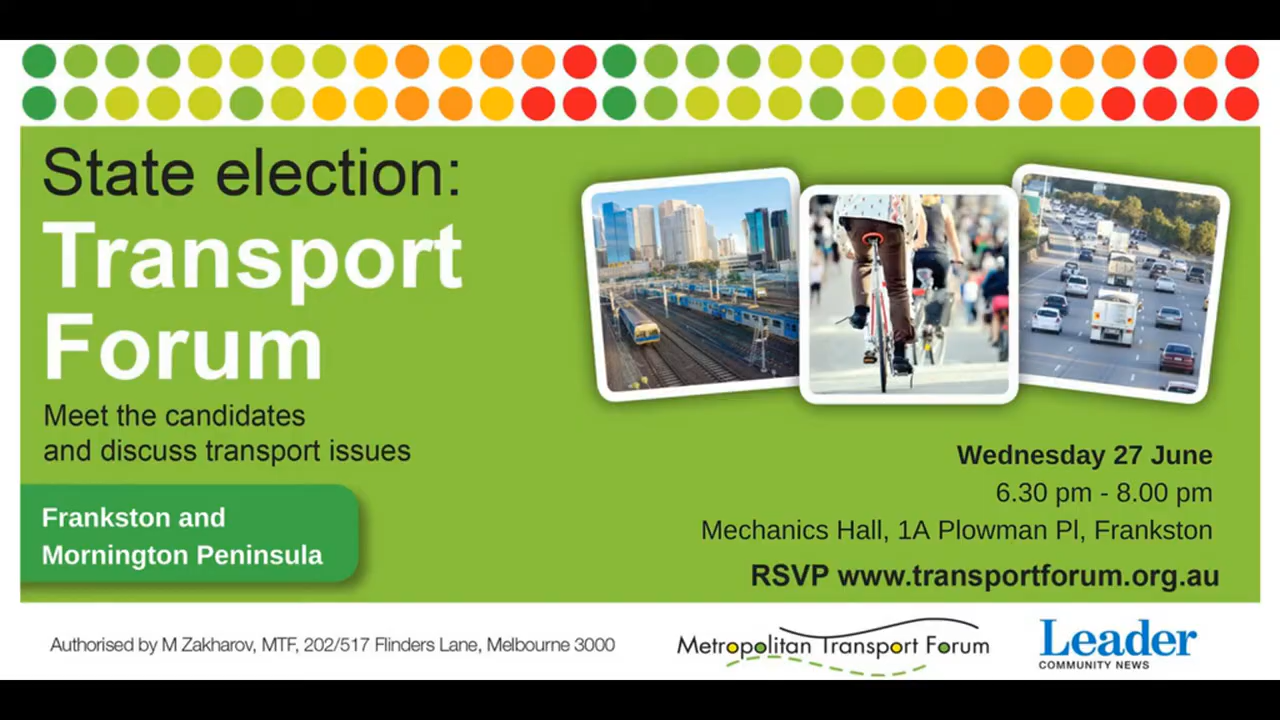 State election:
Transport
Forum
Meet the candidates
and discuss transport issues
Frankston and
Mornington Peninsula
Wednesday 27 June
6.30 pm - 8.00 pm
Mechanics Hall, 1A Plowman Pl, Frankston
RSVP www.transportforum.org.au
Authorised by M Zakharov, MTF, 202/517 Flinders Lane, Melbourne 3000
Metropolitan Transport Forum
Leader
COMMUNITY NEWS